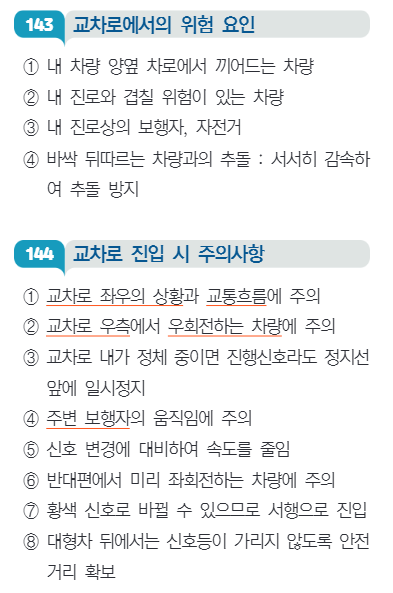 143 교차로에서의 위험 요인
① 내 차량 양옆 차로에서 끼어드는 차량
② 내 진로와 겹칠 위험이 있는 차량
③ 내 진로상의 보행자, 자전거
④ 바싹 뒤따르는 차량과의 추돌 : 서서히 감속하
여 추돌 방지
144 교차로 진입 시 주의사항
① 교차로 좌우의 상황과 교통흐름에 주의
② 교차로 우측에서 우회전하는 차량에 주의
③ 교차로 내가 정체 중이면 진행신호라도 정지선
앞에 일시정지
④ 주변 보행자의 움직임에 주의
⑤ 신호 변경에 대비하여 속도를 줄임
⑥ 반대편에서 미리 좌회전하는 차량에 주의
⑦ 황색 신호로 바뀔 수 있으므로 서행으로 진입
⑧ 대형차 뒤에서는 신호등이 가리지 않도록 안전
거리 확보